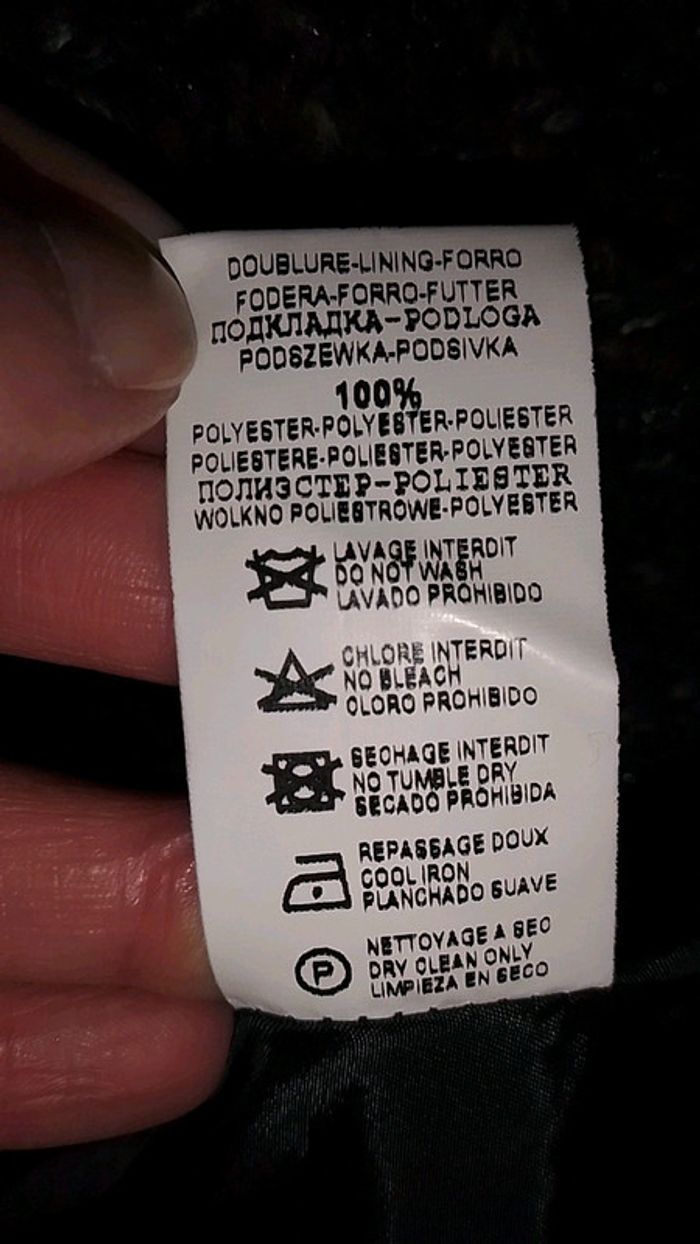 DOUBLURE-LINING-FORRO
FODERA-FORRO-FUTTER
ПОДКЛАДКА-PODLOGA
PODSZEWKA-PODSIVKA
100%
POLYESTER-POLYESTER-POLIESTER
POLIESTERE-POLIESTER-POLYESTER
ПОЛИЭСТЕР-POLIESTER
WOLKNO POLIESTROWE-POLYESTER
LAVAGE INTERDIT
DO NOT WASH
LAVADO PROHIBIDO
CHLORE INTERDIT
NO BLEACH
CLORO PROHIBIDO
SECHAGE INTERDIT
NO TUMBLE DRY
SECADO PROHIBIDA
REPASSAGE DOUX
COOL IRON
PLANCHADO SUAVE
P
NETTOYAGE A SEC
DRY CLEAN ONLY
LIMPIEZA EN SECO